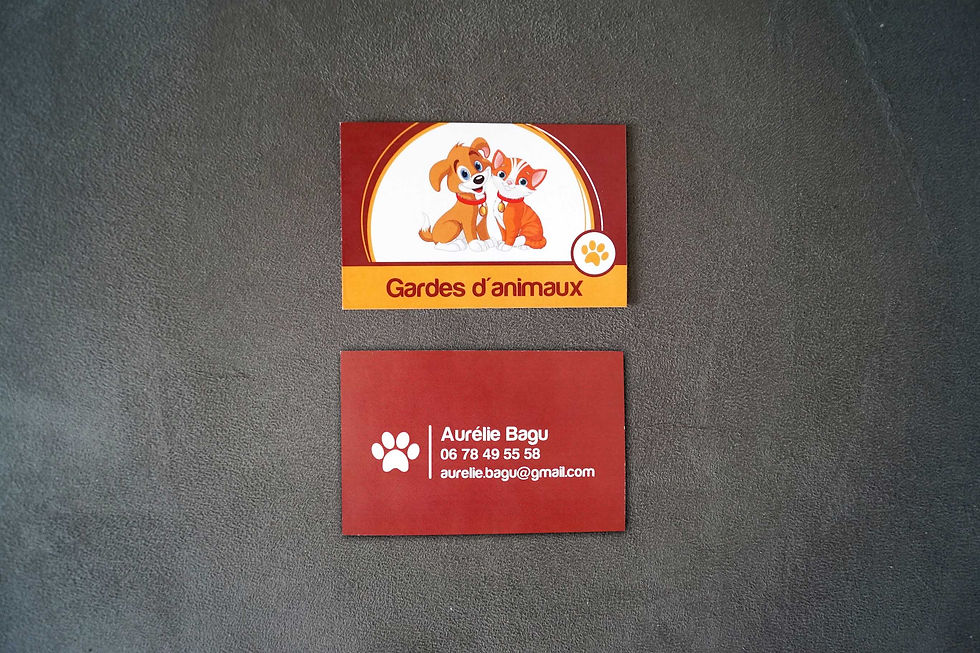 Gardes d´animaux
Aurélie Bagu
06 78 49 55 58
aurelie.bagu@gmail.com